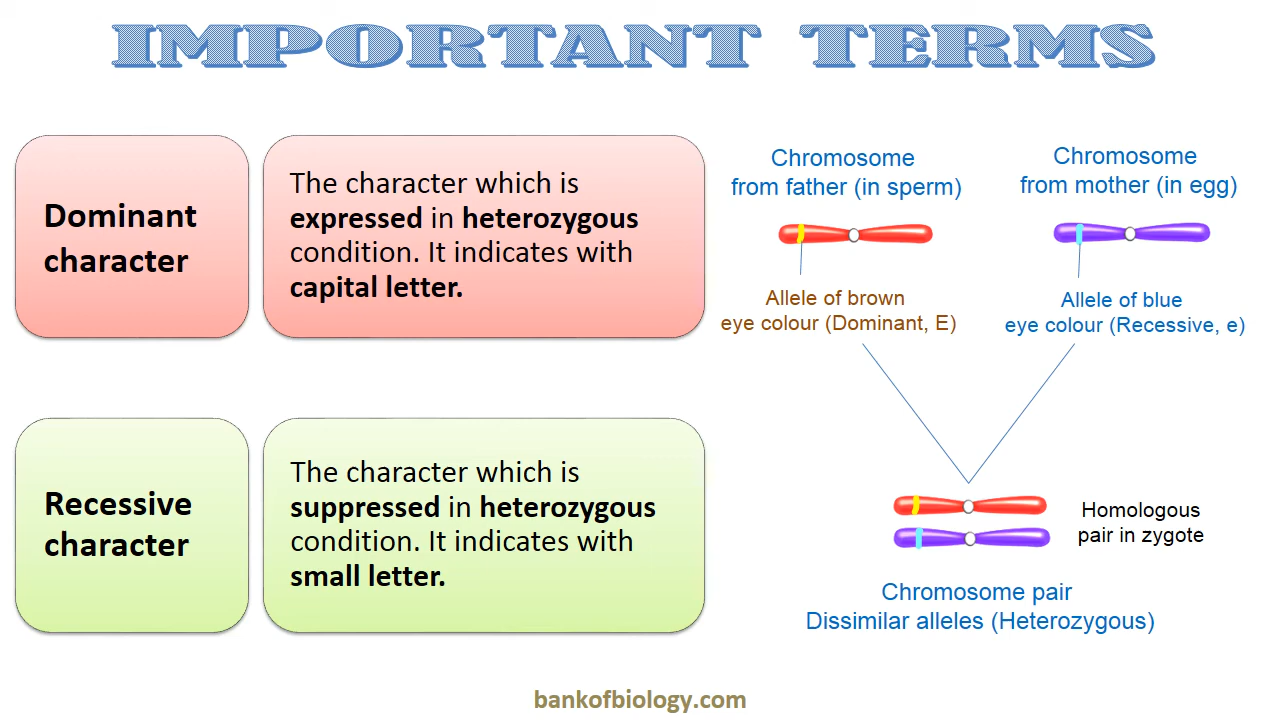 IMPORTANT TERMS
Dominant
character
The character which is
expressed in heterozygous
condition. It indicates with
capital letter.
Recessive
character
The character which is
suppressed in heterozygous
condition. It indicates with
small letter.
Chromosome
from father (in sperm)
Chromosome
from mother (in egg)
Allele of brown
eye colour (Dominant, E)
Allele of blue
eye colour (Recessive, e)
Homologous
pair in zygote
Chromosome pair
Dissimilar alleles (Heterozygous)
bankofbiology.com